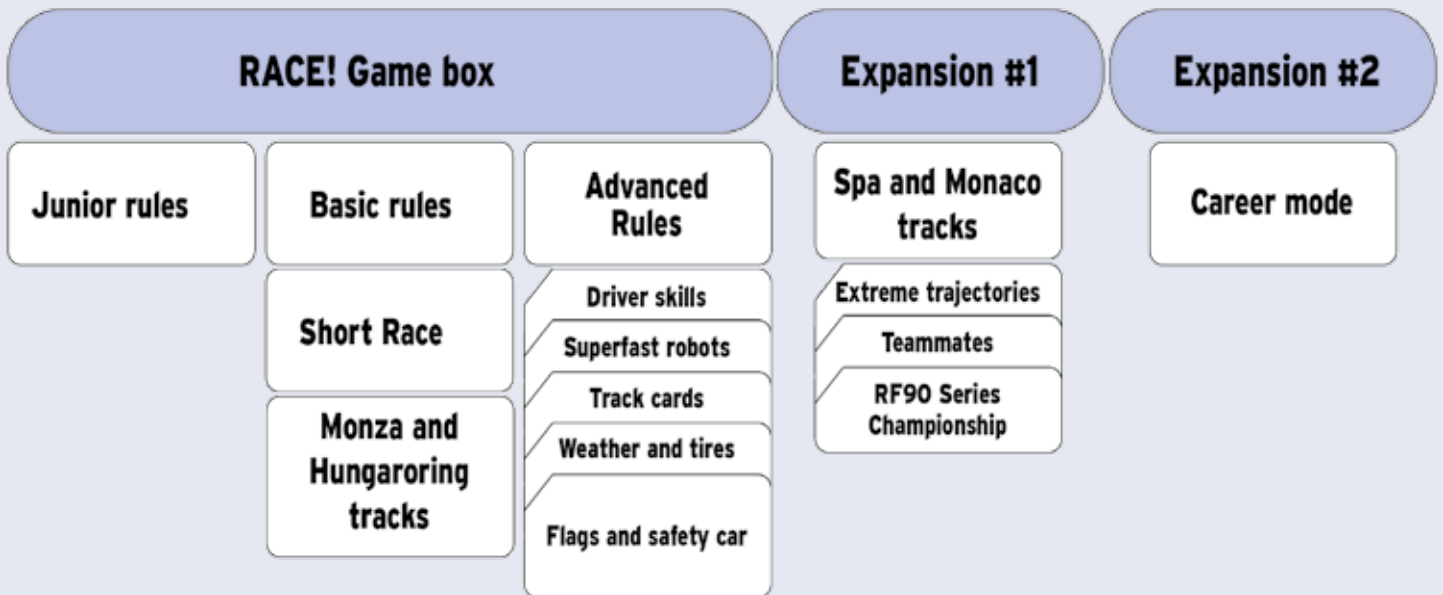 RACE! Game box
Expansion #1
Expansion #2
Junior rules
Basic rules
Advanced
Rules
Spa and Monaco
tracks
Career mode
Short Race
Monza and
Hungaroring
tracks
Driver skills
Superfast robots
Track cards
Weather and tires
Flags and safety car
Extreme trajectories
Teammates
RF90 Series
Championship